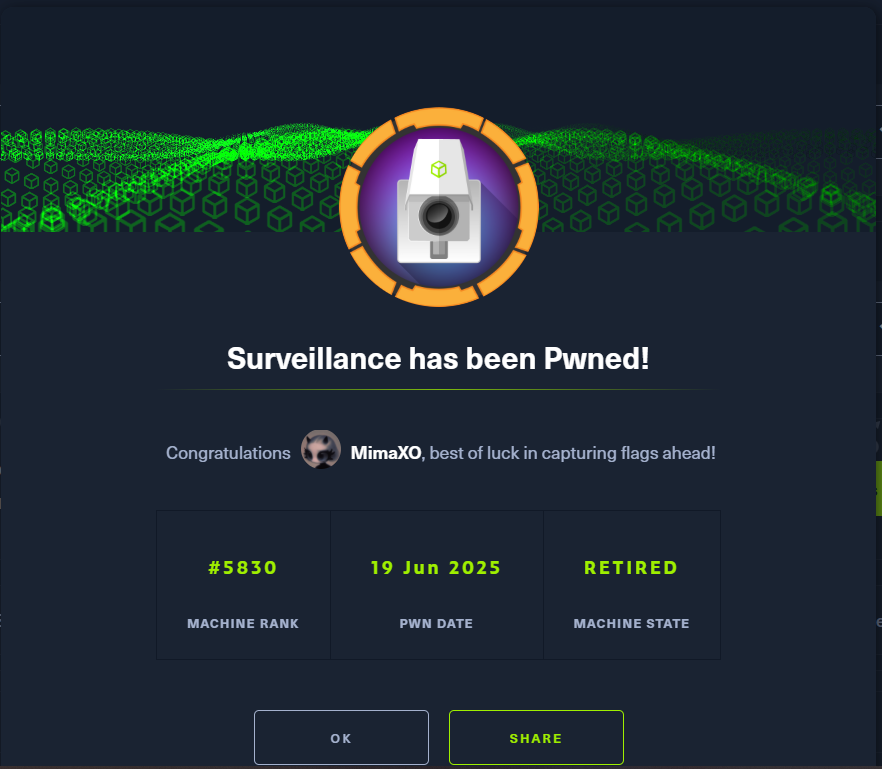 Surveillance has been Pwned!
Congratulations MimaXO, best of luck in capturing flags ahead!
#5830 19 Jun 2025 RETIRED
MACHINE RANK PWN DATE MACHINE STATE
OK SHARE